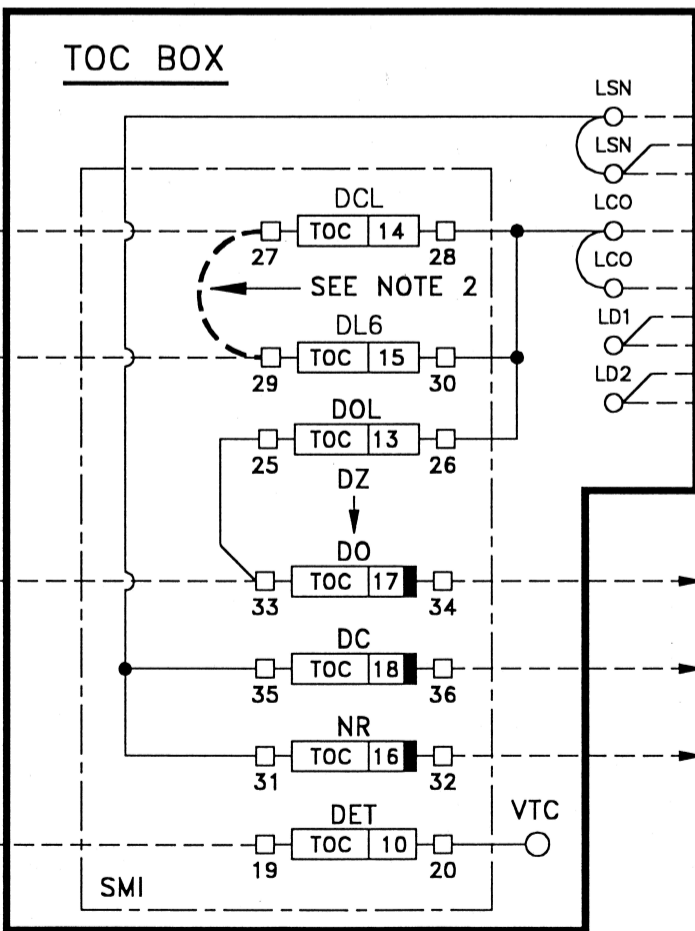 TOC BOX
LSN
LSN
DCL
LCO
TOC 14
27 28
LCO
SEE NOTE 2
DL6
LD1
TOC 15
29 30
LD2
DOL
TOC 13
25 26
DZ
DO
TOC 17
33 34
DC
TOC 18
35 36
NR
TOC 16
31 32
DET
VTC
TOC 10
19 20
SMI